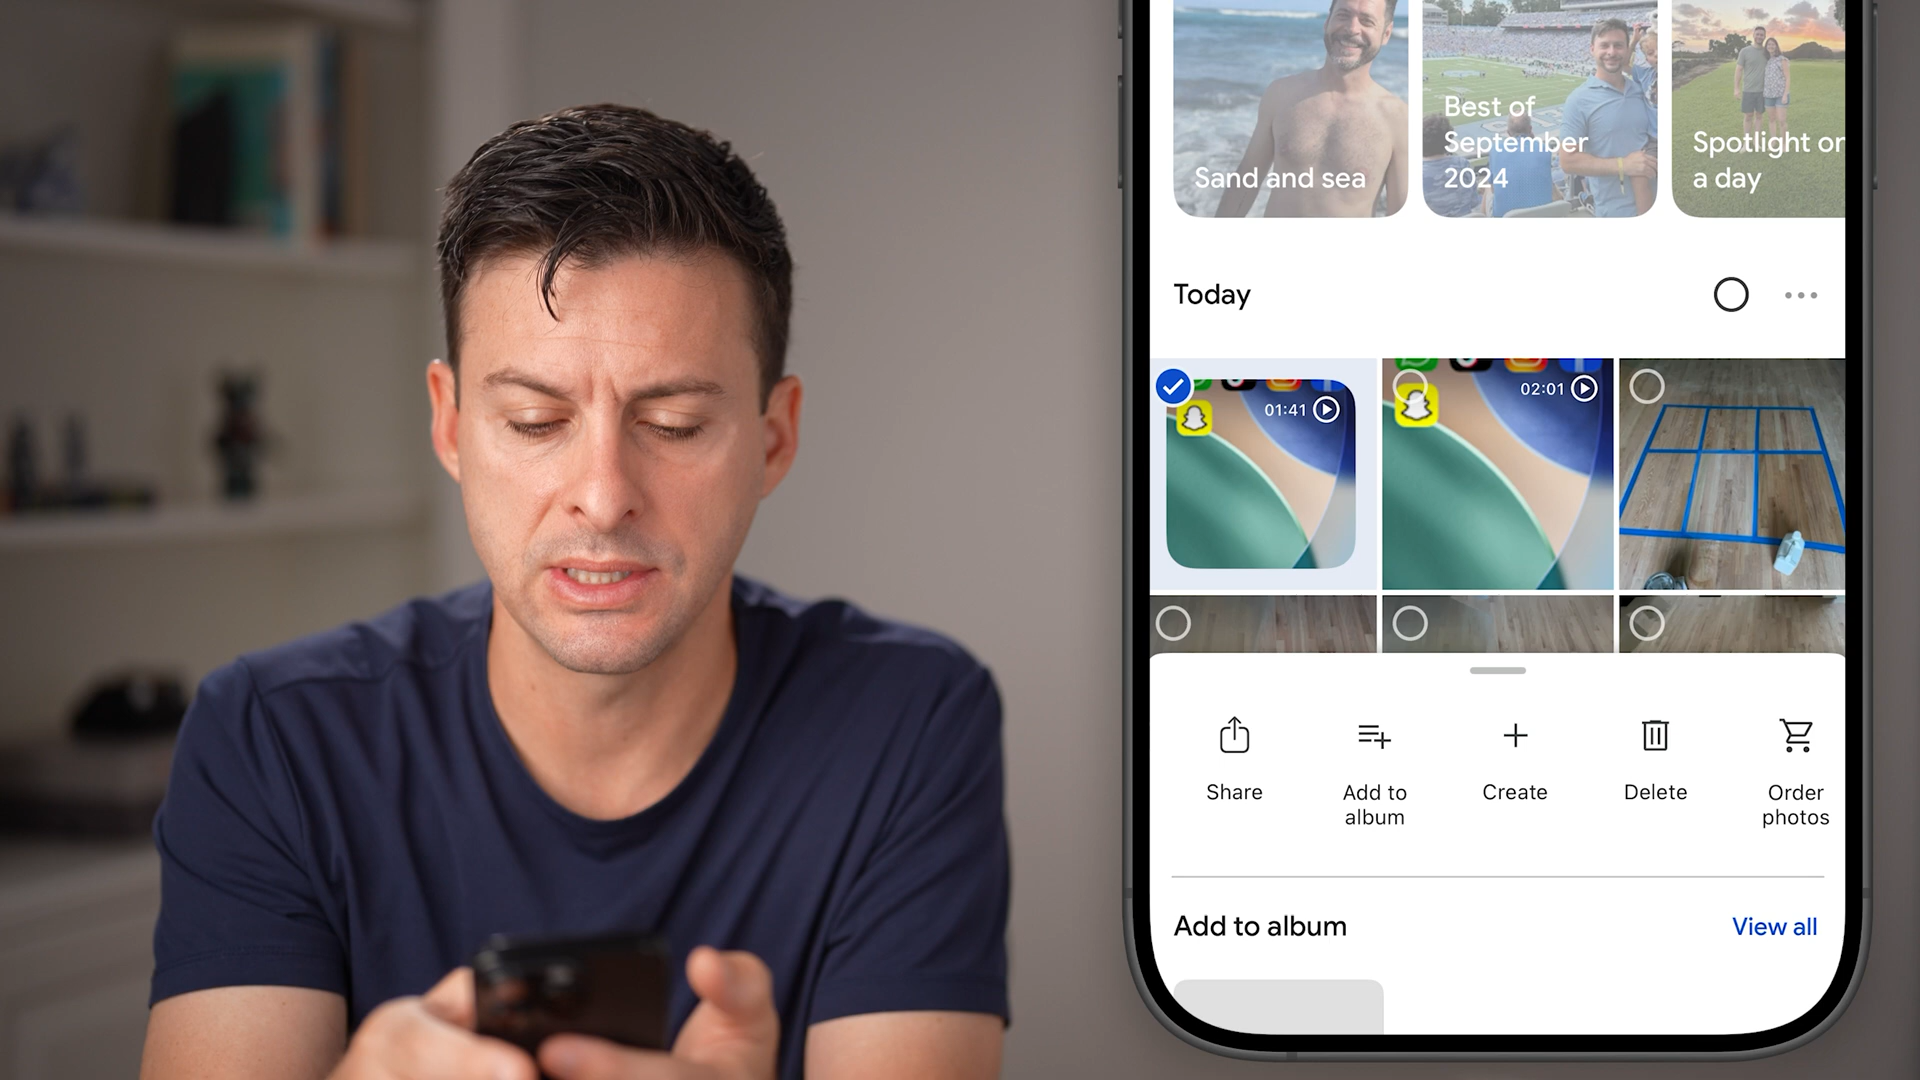 Sand and sea
Best of
September
2024
Spotlight or
a day
Today
01:41
02:01
Share
Add to
album
Create
Delete
Order
photos
Add to album
View all